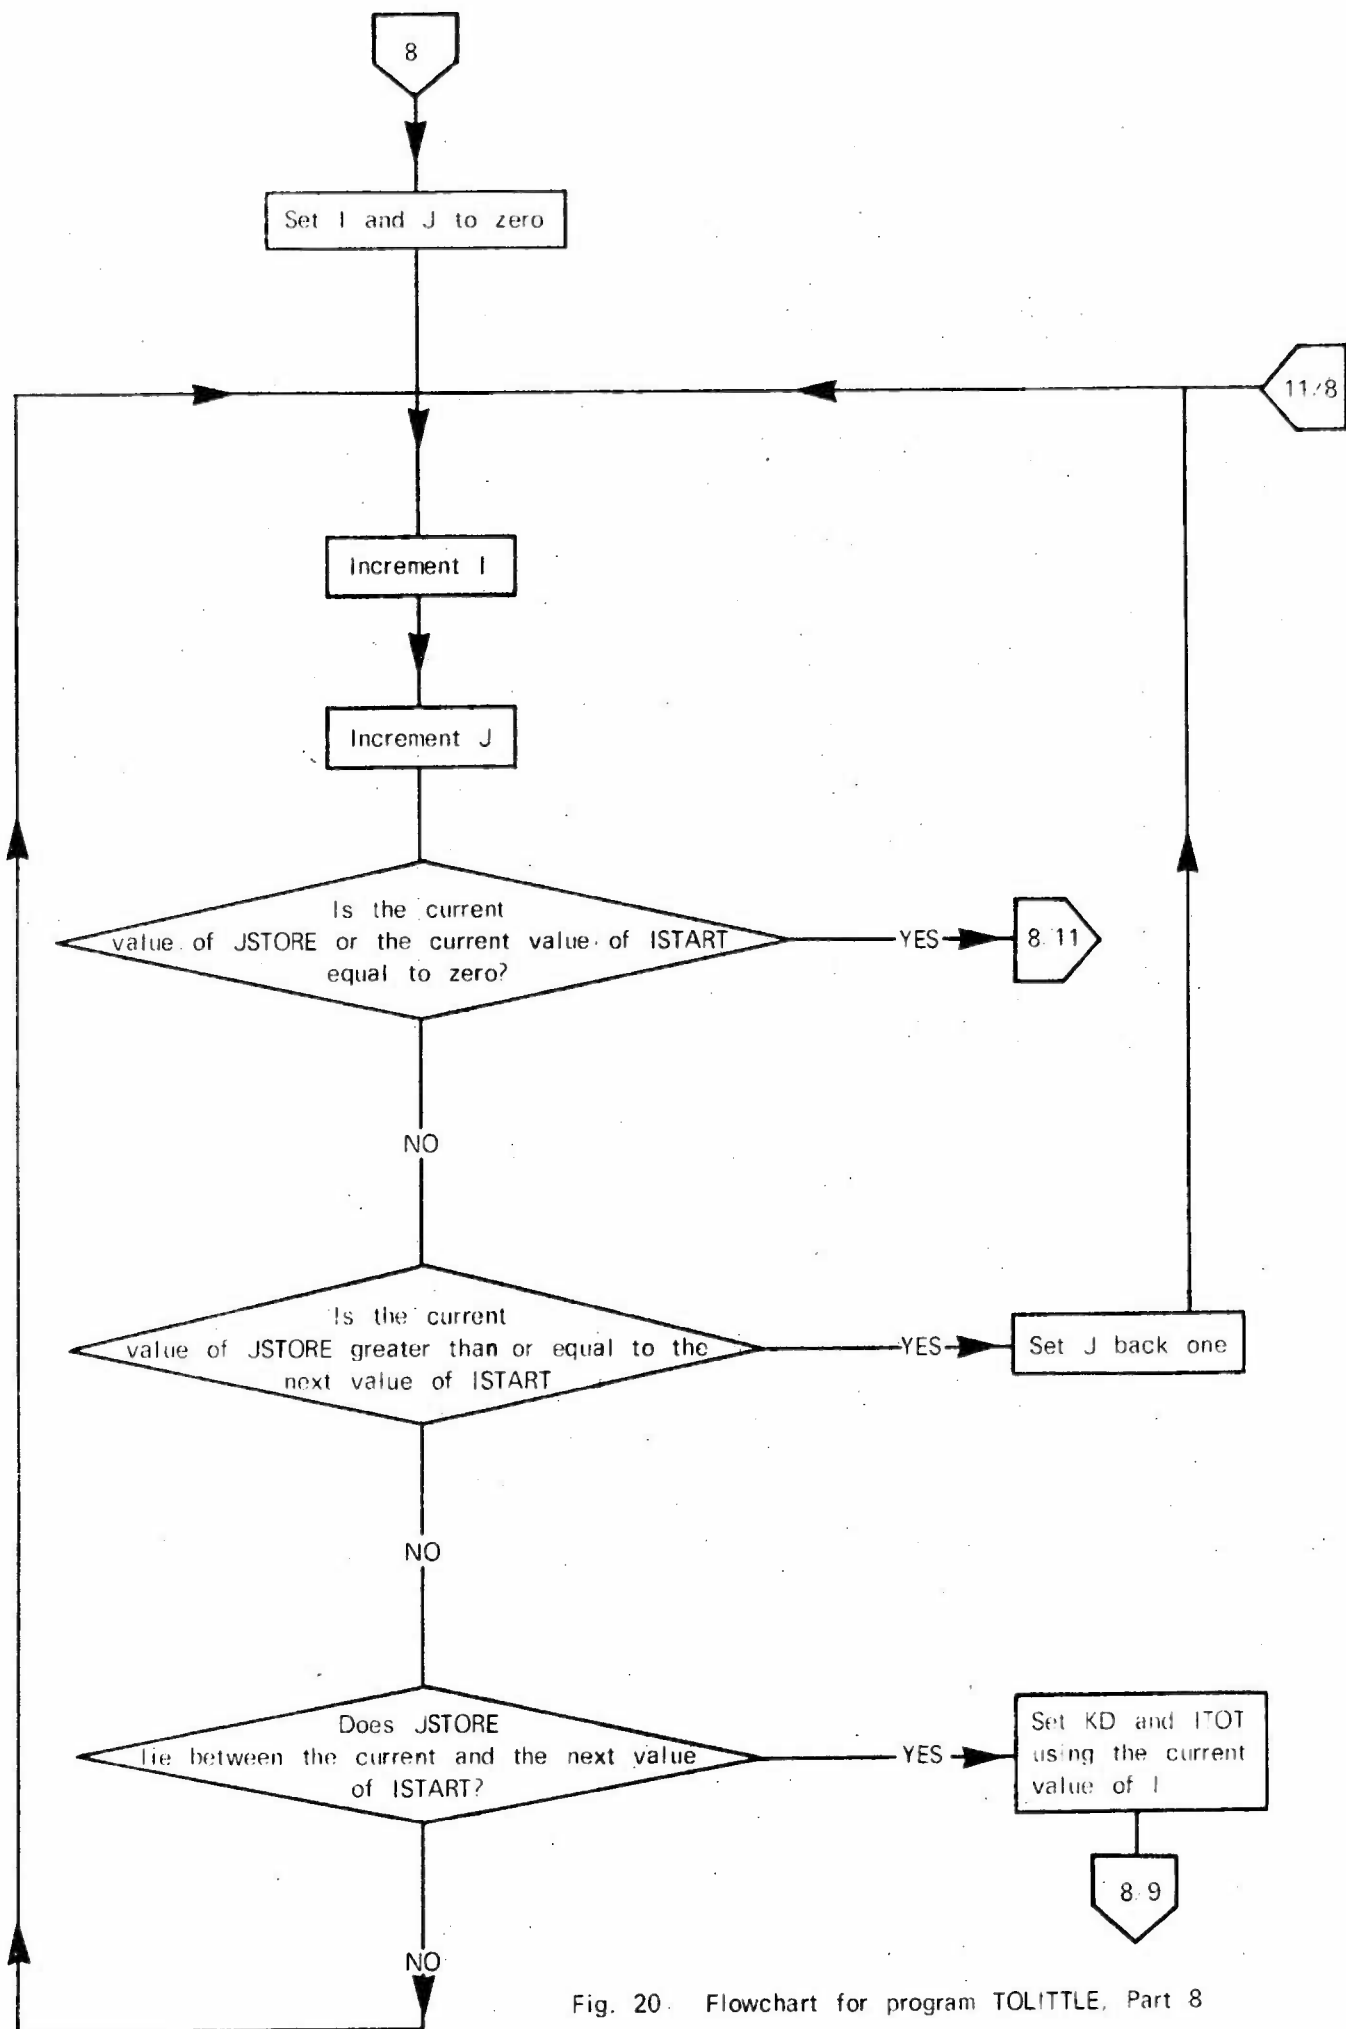 8
Set I and J to zero
11/8
Increment I
Increment J
Is the current
value of JSTORE or the current value of ISTART
equal to zero?
YES
8/11
NO
Is the current
value of JSTORE greater than or equal to the
next value of ISTART
YES
Set J back one
NO
Does JSTORE
lie between the current and the next value
of ISTART?
YES
Set KD and ITOT
using the current
value of I
8/9
NO
Fig. 20. Flowchart for program TOLITTLE, Part 8